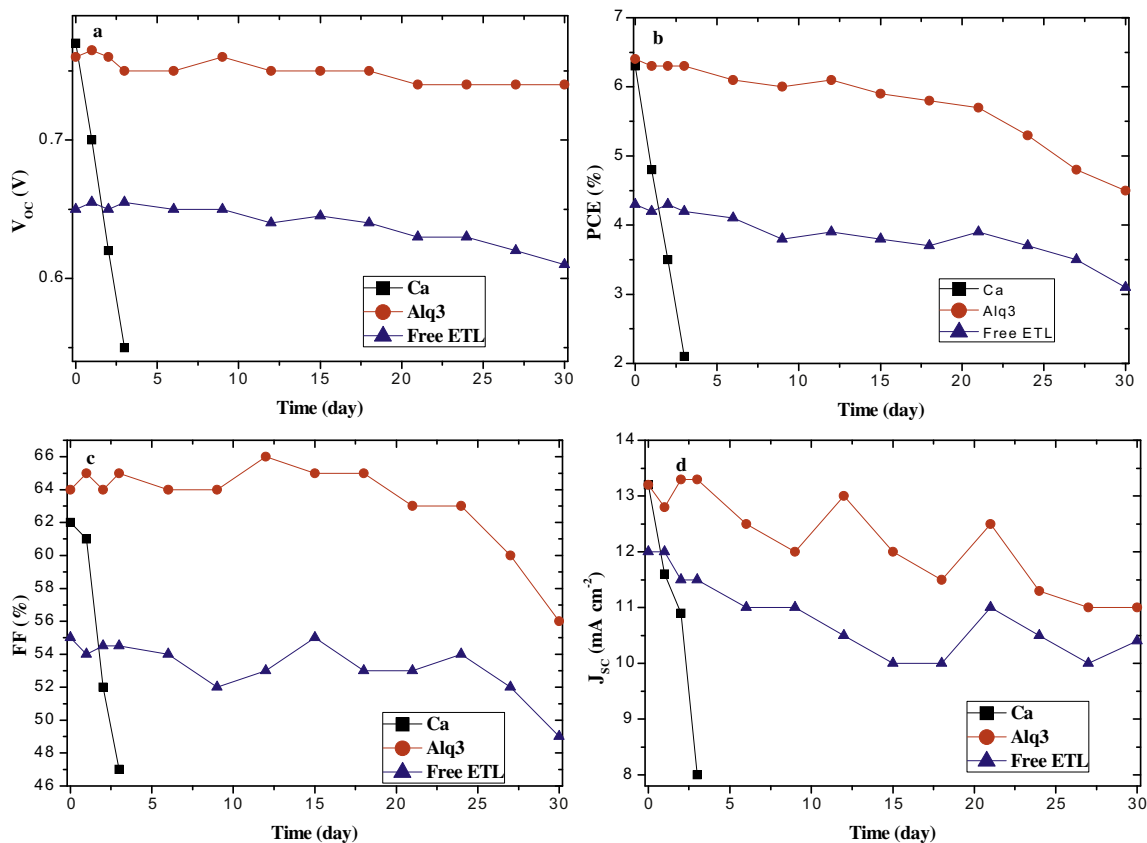 a
0.7
0.6
V_OC (V)
0 5 10 15 20 25 30
Time (day)
Ca
Alq3
Free ETL
b
7
6
5
4
3
2
PCE (%)
0 5 10 15 20 25 30
Time (day)
Ca
Alq3
Free ETL
c
66
64
62
60
58
56
54
52
50
48
46
FF (%)
0 5 10 15 20 25 30
Time (day)
Ca
Alq3
Free ETL
d
14
13
12
11
10
9
8
J_SC (mA cm⁻²)
0 5 10 15 20 25 30
Time (day)
Ca
Alq3
Free ETL